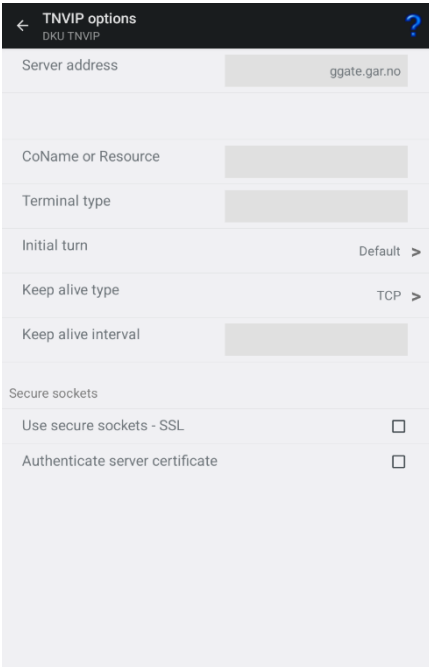 TNVIP options
?
DKU TNVIP
Server address
ggate.gar.no
CoName or Resource
Terminal type
Initial turn
Default >
Keep alive type
TCP >
Keep alive interval
Secure sockets
Use secure sockets - SSL
Authenticate server certificate